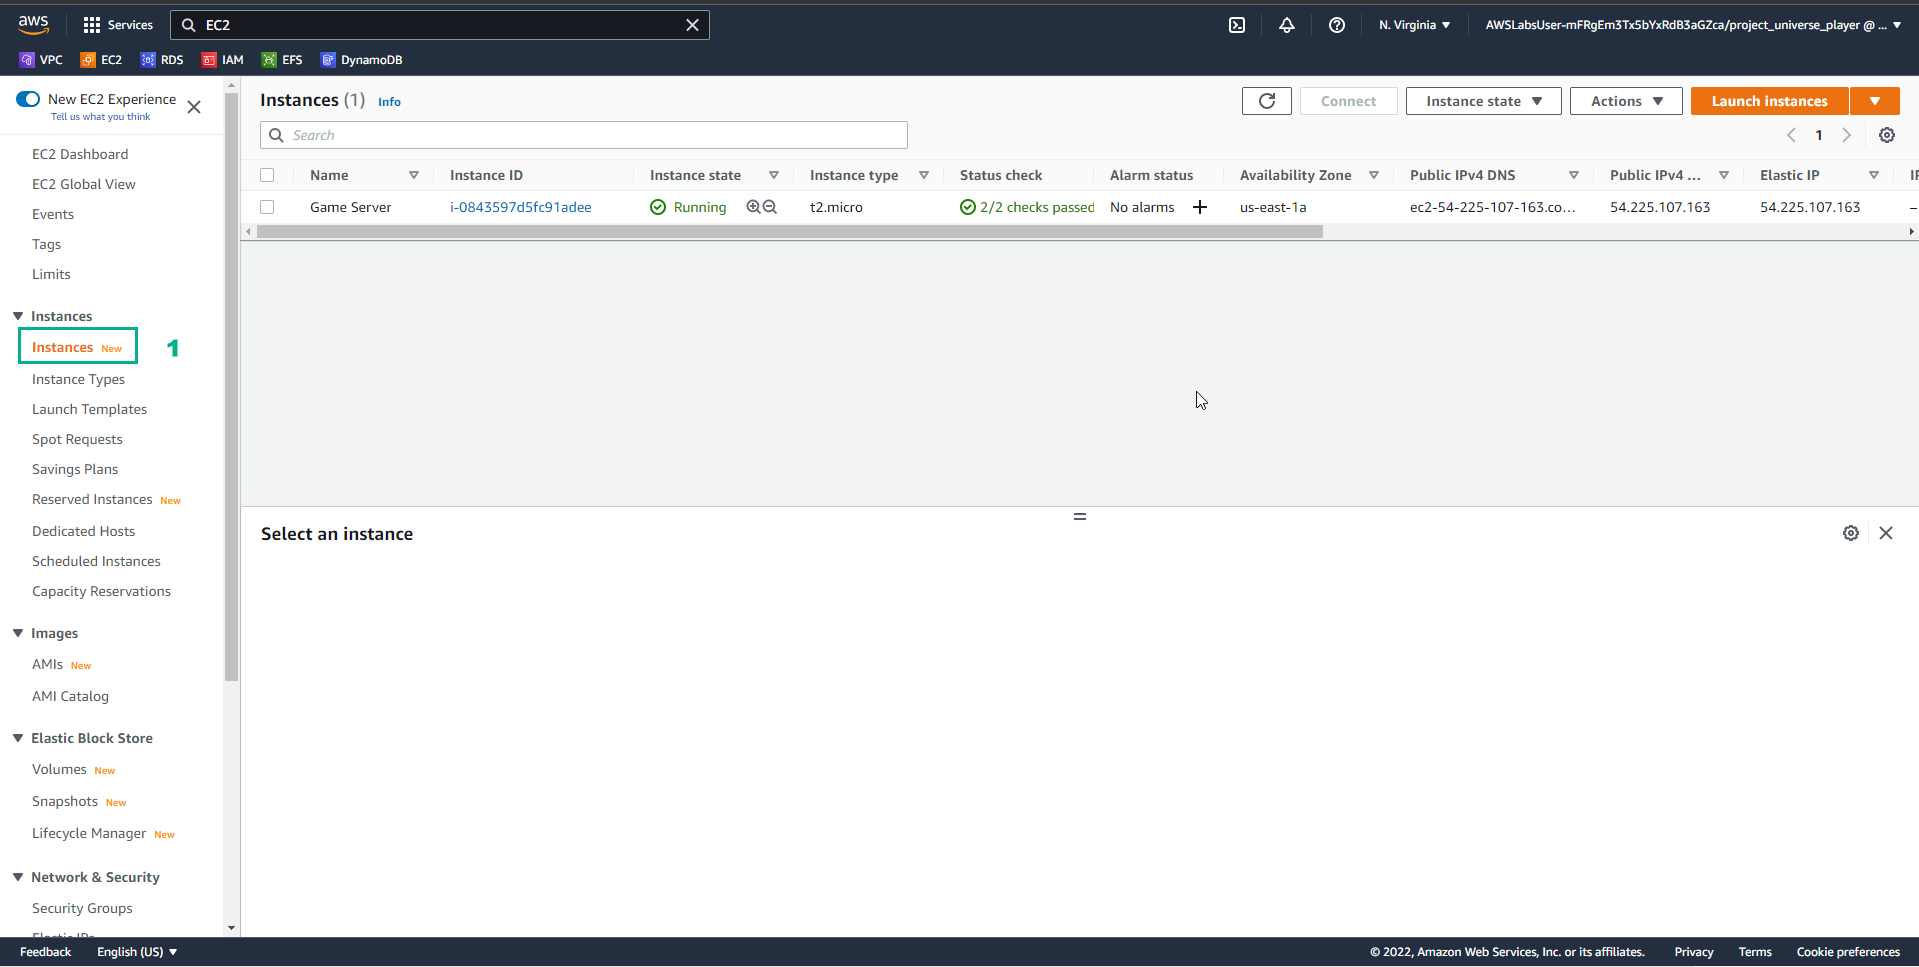 aws
Services
EC2
N. Virginia
AWSLabsUser-mFRgEm3Tx5bYxRdB3aGZca/project_universe_player @ ...
VPC
EC2
RDS
IAM
EFS
DynamoDB
New EC2 Experience
Tell us what you think
EC2 Dashboard
EC2 Global View
Events
Tags
Limits
Instances
Instances New
1
Instance Types
Launch Templates
Spot Requests
Savings Plans
Reserved Instances New
Dedicated Hosts
Scheduled Instances
Capacity Reservations
Images
AMIs New
AMI Catalog
Elastic Block Store
Volumes New
Snapshots New
Lifecycle Manager New
Network & Security
Security Groups
Instances (1) Info
Connect
Instance state
Actions
Launch instances
Search
1
Name
Instance ID
Instance state
Instance type
Status check
Alarm status
Availability Zone
Public IPv4 DNS
Public IPv4 ...
Elastic IP
Game Server
i-0843597d5fc91adee
Running
t2.micro
2/2 checks passed
No alarms
us-east-1a
ec2-54-225-107-163.co...
54.225.107.163
54.225.107.163
–
Select an instance
Feedback
English (US)
© 2022, Amazon Web Services, Inc. or its affiliates.
Privacy
Terms
Cookie preferences